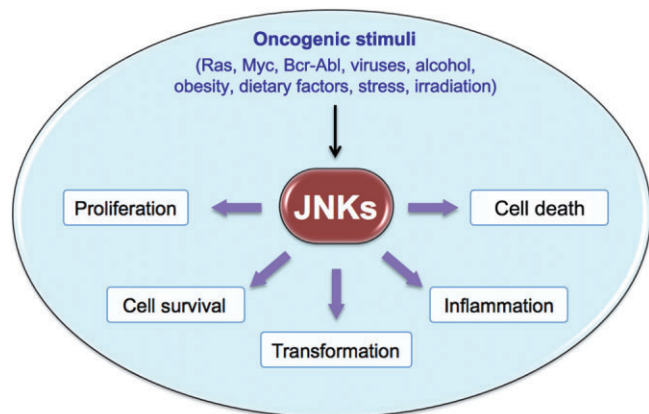 Oncogenic stimuli
(Ras, Myc, Bcr-Abl, viruses, alcohol,
obesity, dietary factors, stress, irradiation)
JNKs
Proliferation
Cell death
Cell survival
Inflammation
Transformation